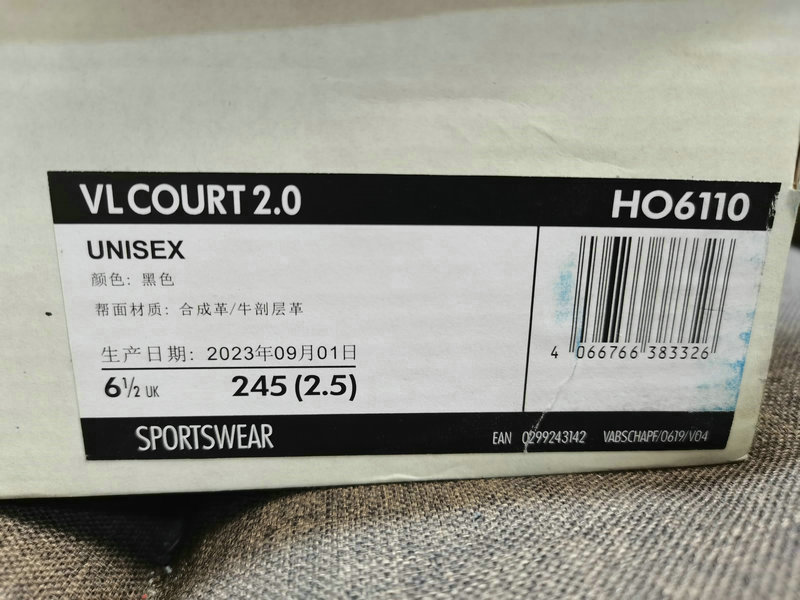 VL COURT 2.0
HO6110
UNISEX
颜色: 黑色
帮面材质: 合成革/牛剖层革
生产日期: 2023年09月01日
6½ UK 245 (2.5)
4 066766 383326
SPORTSWEAR
EAN 0299243142 VABSCHAPF/0619/V04